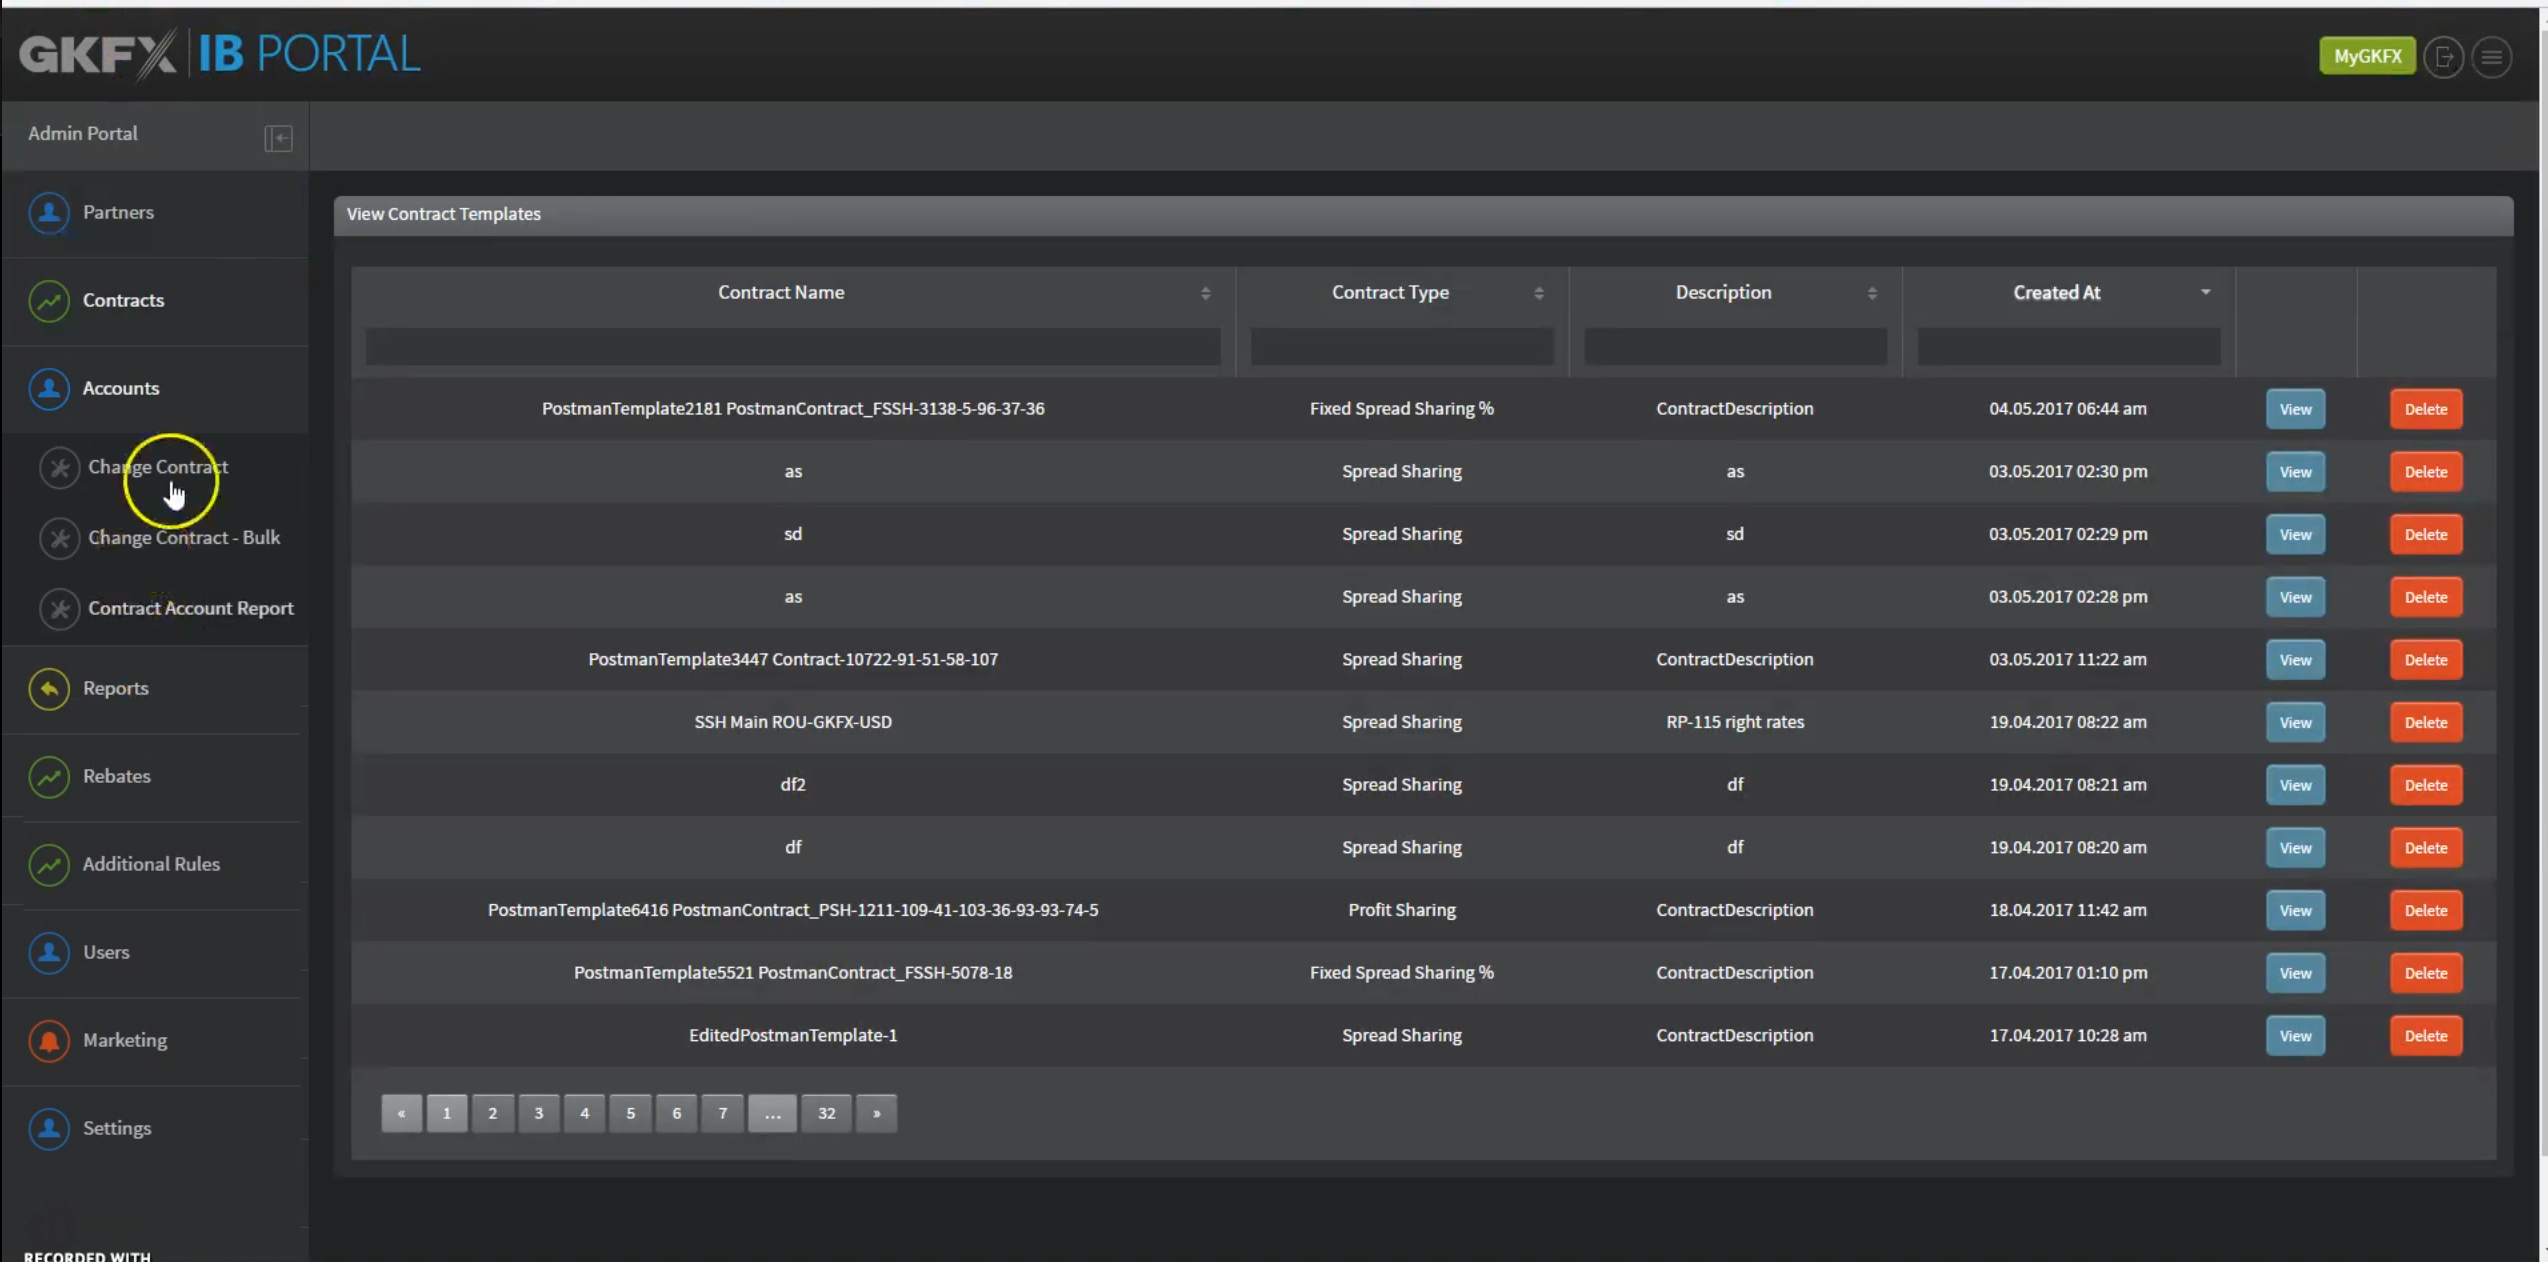 GKFX IB PORTAL
MyGKFX
Admin Portal
Partners
Contracts
Accounts
Change Contract
Change Contract - Bulk
Contract Account Report
Reports
Rebates
Additional Rules
Users
Marketing
Settings
RECORDED WITH
View Contract Templates
Contract Name Contract Type Description Created At
PostmanTemplate2181 PostmanContract_FSSH-3138-5-96-37-36 Fixed Spread Sharing % ContractDescription 04.05.2017 06:44 am View Delete
as Spread Sharing as 03.05.2017 02:30 pm View Delete
sd Spread Sharing sd 03.05.2017 02:29 pm View Delete
as Spread Sharing as 03.05.2017 02:28 pm View Delete
PostmanTemplate3447 Contract-10722-91-51-58-107 Spread Sharing ContractDescription 03.05.2017 11:22 am View Delete
SSH Main ROU-GKFX-USD Spread Sharing RP-115 right rates 19.04.2017 08:22 am View Delete
df2 Spread Sharing df 19.04.2017 08:21 am View Delete
df Spread Sharing df 19.04.2017 08:20 am View Delete
PostmanTemplate6416 PostmanContract_PSH-1211-109-41-103-36-93-93-74-5 Profit Sharing ContractDescription 18.04.2017 11:42 am View Delete
PostmanTemplate5521 PostmanContract_FSSH-5078-18 Fixed Spread Sharing % ContractDescription 17.04.2017 01:10 pm View Delete
EditedPostmanTemplate-1 Spread Sharing ContractDescription 17.04.2017 10:28 am View Delete
« 1 2 3 4 5 6 7 ... 32 »